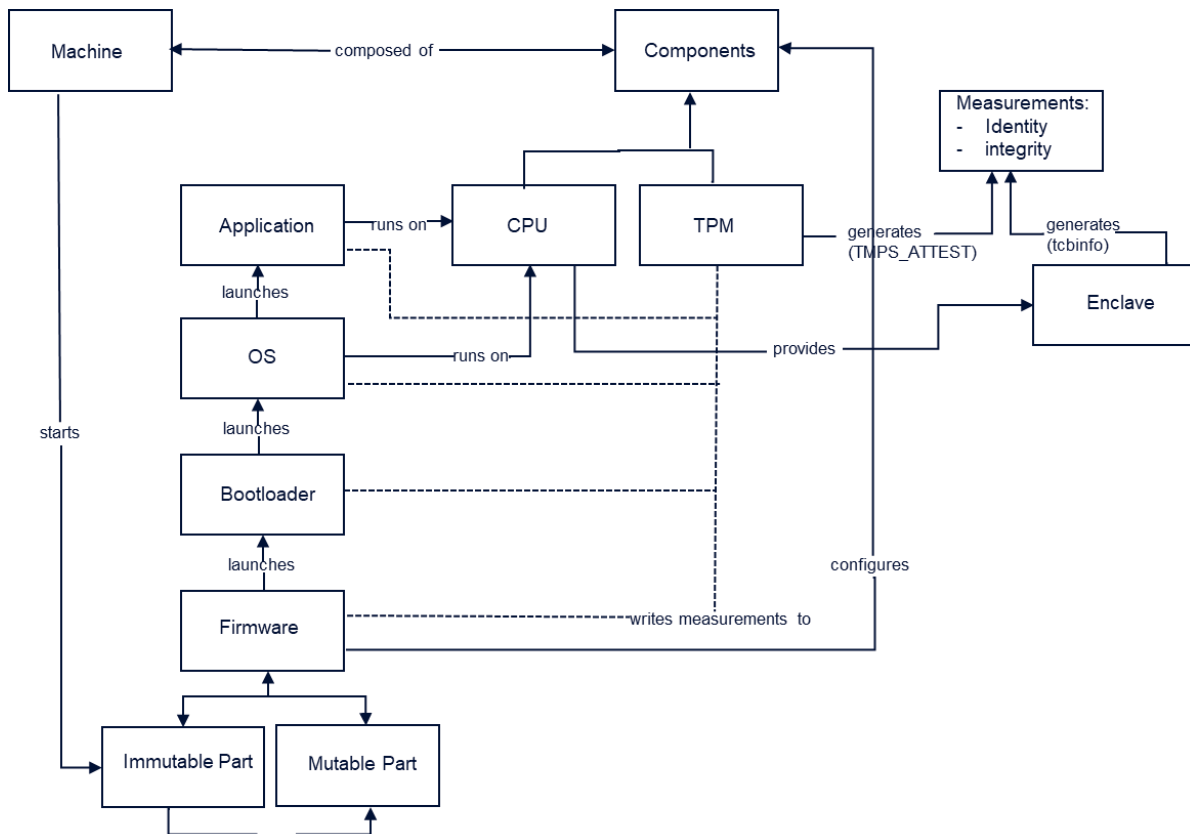 Machine
composed of
Components
Measurements:
- Identity
- integrity
Application
runs on
CPU
TPM
generates
(TMPS_ATTEST)
generates
(tcbinfo)
launches
Enclave
OS
runs on
provides
starts
launches
Bootloader
launches
configures
Firmware
writes measurements to
Immutable Part
Mutable Part